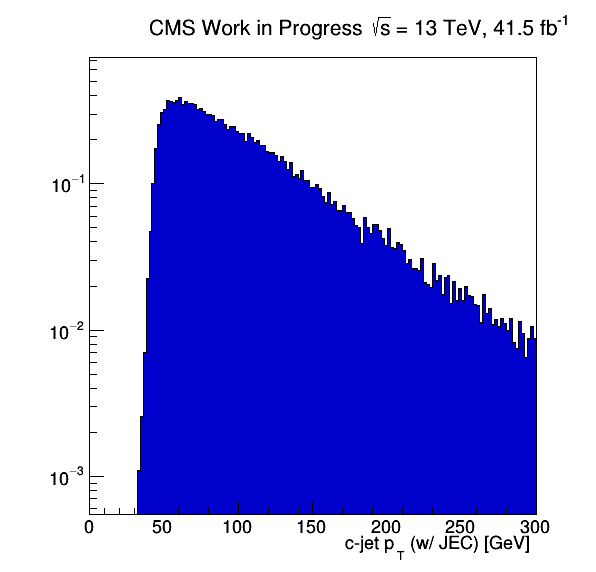 CMS Work in Progress √s = 13 TeV, 41.5 fb⁻¹
10⁻¹
10⁻²
10⁻³
0 50 100 150 200 250 300
c-jet p_T (w/ JEC) [GeV]